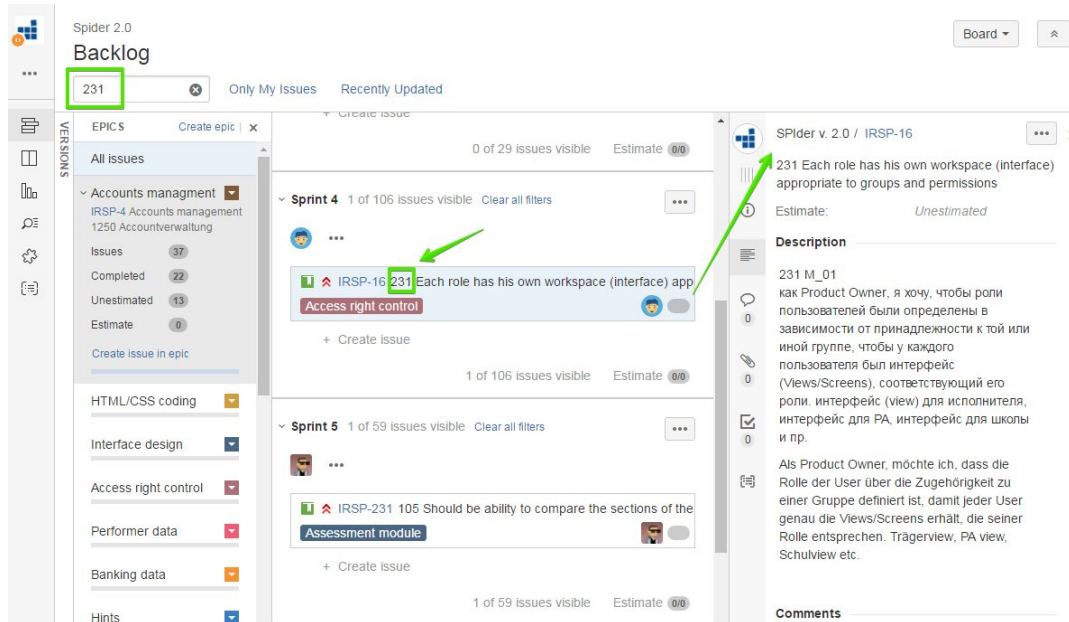 Spider 2.0
Backlog
Board
231
Only My Issues Recently Updated
VERSIONS
EPICS Create epic
All issues
Accounts managment
IRSP-4 Accounts management
1250 Accountverwaltung
Issues 37
Completed 22
Unestimated 13
Estimate 0
Create issue in epic
HTML/CSS coding
Interface design
Access right control
Performer data
Banking data
Hints
+ Create issue
0 of 29 issues visible Estimate 0/0
Sprint 4 1 of 106 issues visible Clear all filters
IRSP-16 231 Each role has his own workspace (interface) app
Access right control
+ Create issue
1 of 106 issues visible Estimate 0/0
Sprint 5 1 of 59 issues visible Clear all filters
IRSP-231 105 Should be ability to compare the sections of the
Assessment module
+ Create issue
1 of 59 issues visible Estimate 0/0
0
0
0
SPIder v. 2.0 / IRSP-16
231 Each role has his own workspace (interface)
appropriate to groups and permissions
Estimate: Unestimated
Description
231 M_01
как Product Owner, я хочу, чтобы роли
пользователей были определены в
зависимости от принадлежности к той или
иной группе, чтобы у каждого
пользователя был интерфейс
(Views/Screens), соответствующий его
роли. интерфейс (view) для исполнителя,
интерфейс для PA, интерфейс для школы
и пр.
Als Product Owner, möchte ich, dass die
Rolle der User über die Zugehörigkeit zu
einer Gruppe definiert ist, damit jeder User
genau die Views/Screens erhält, die seiner
Rolle entsprechen. Trägerview, PA view,
Schulview etc.
Comments